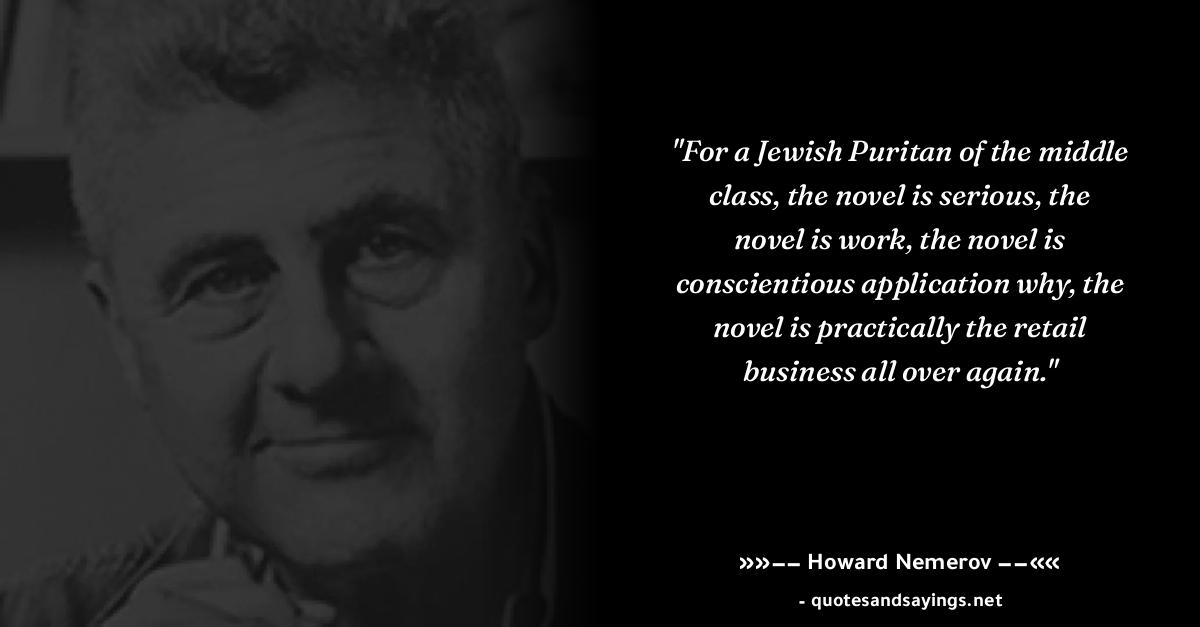 "For a Jewish Puritan of the middle
class, the novel is serious, the
novel is work, the novel is
conscientious application why, the
novel is practically the retail
business all over again."
»»−− Howard Nemerov −−««
- quotesandsayings.net